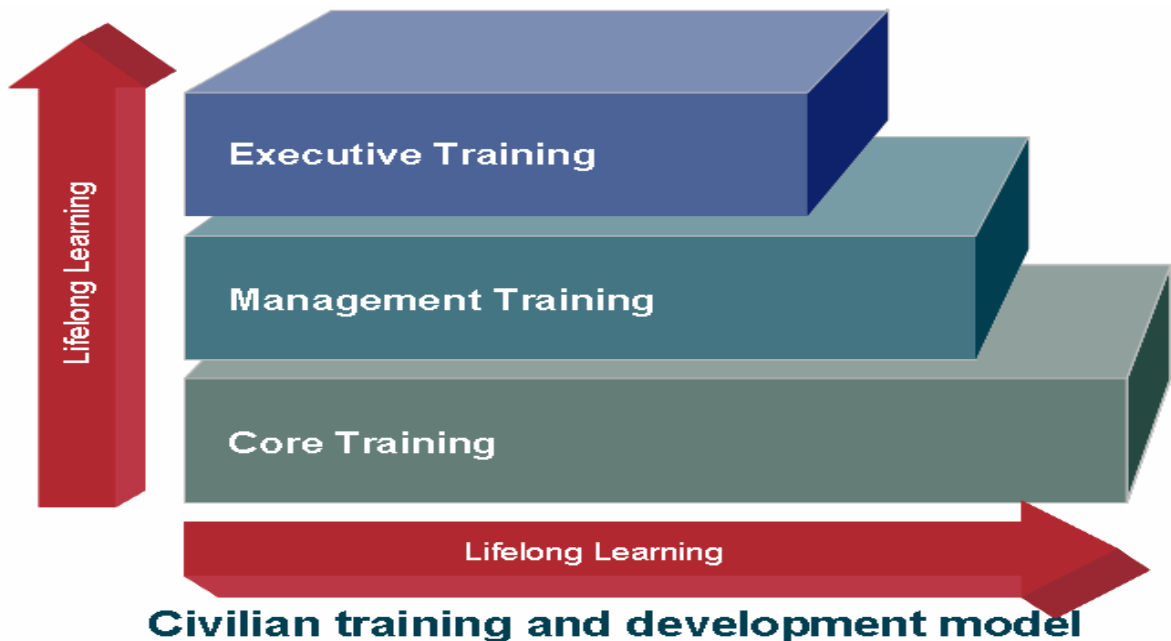 Lifelong Learning
Executive Training
Management Training
Core Training
Lifelong Learning
Civilian training and development model